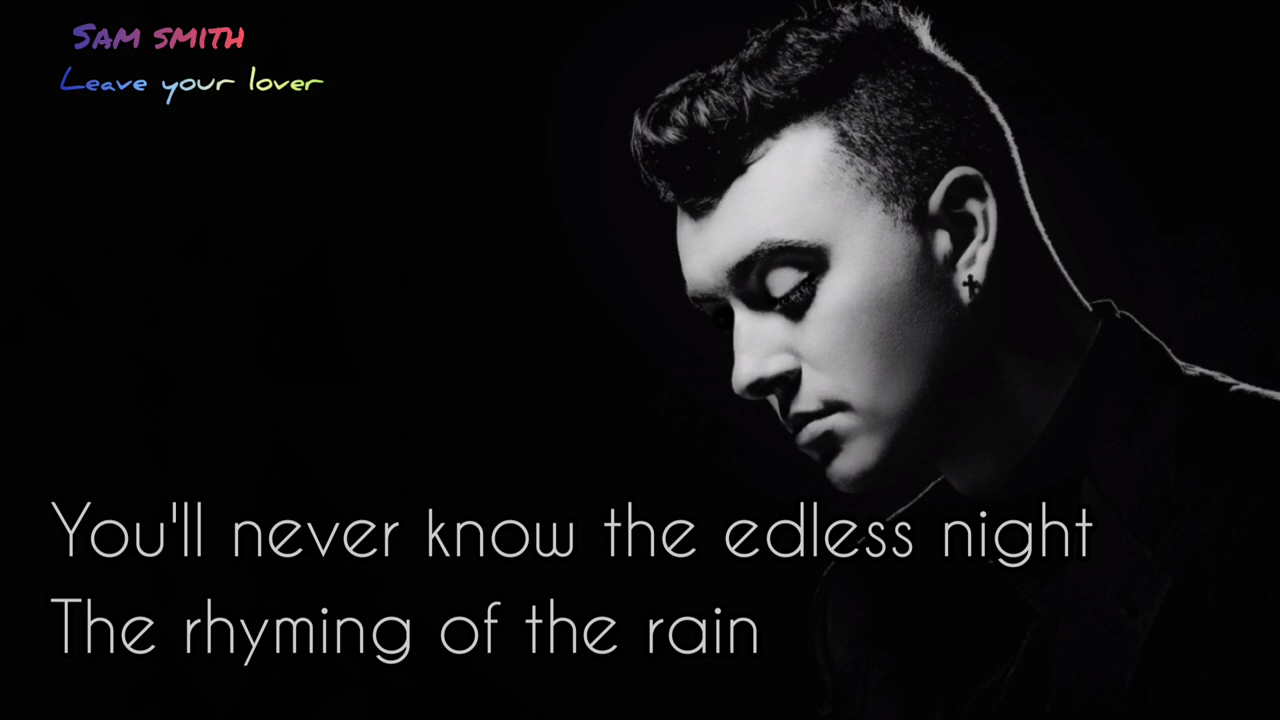 Sam smith
Leave your lover
You'll never know the edless night
The rhyming of the rain